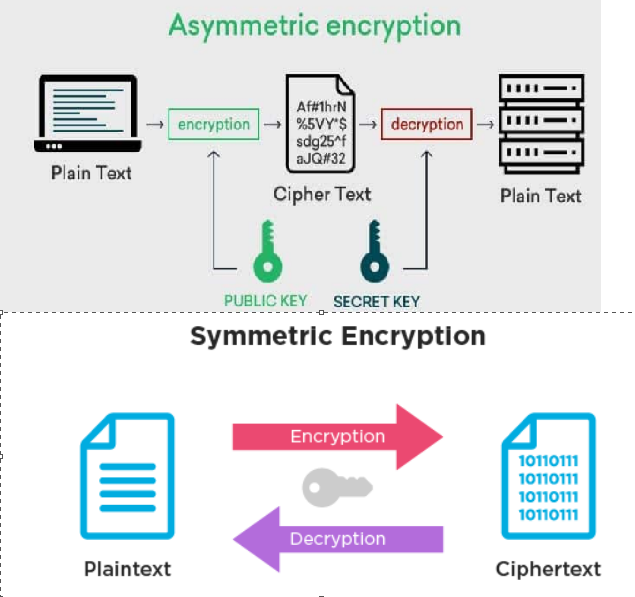 Asymmetric encryption
encryption
Af#1hrN
%5VY*$
sdg25^f
aJQ#32
decryption
Plain Text
Cipher Text
Plain Text
PUBLIC KEY
SECRET KEY
Symmetric Encryption
Encryption
10110111
10110111
10110111
10110111
Decryption
Plaintext
Ciphertext